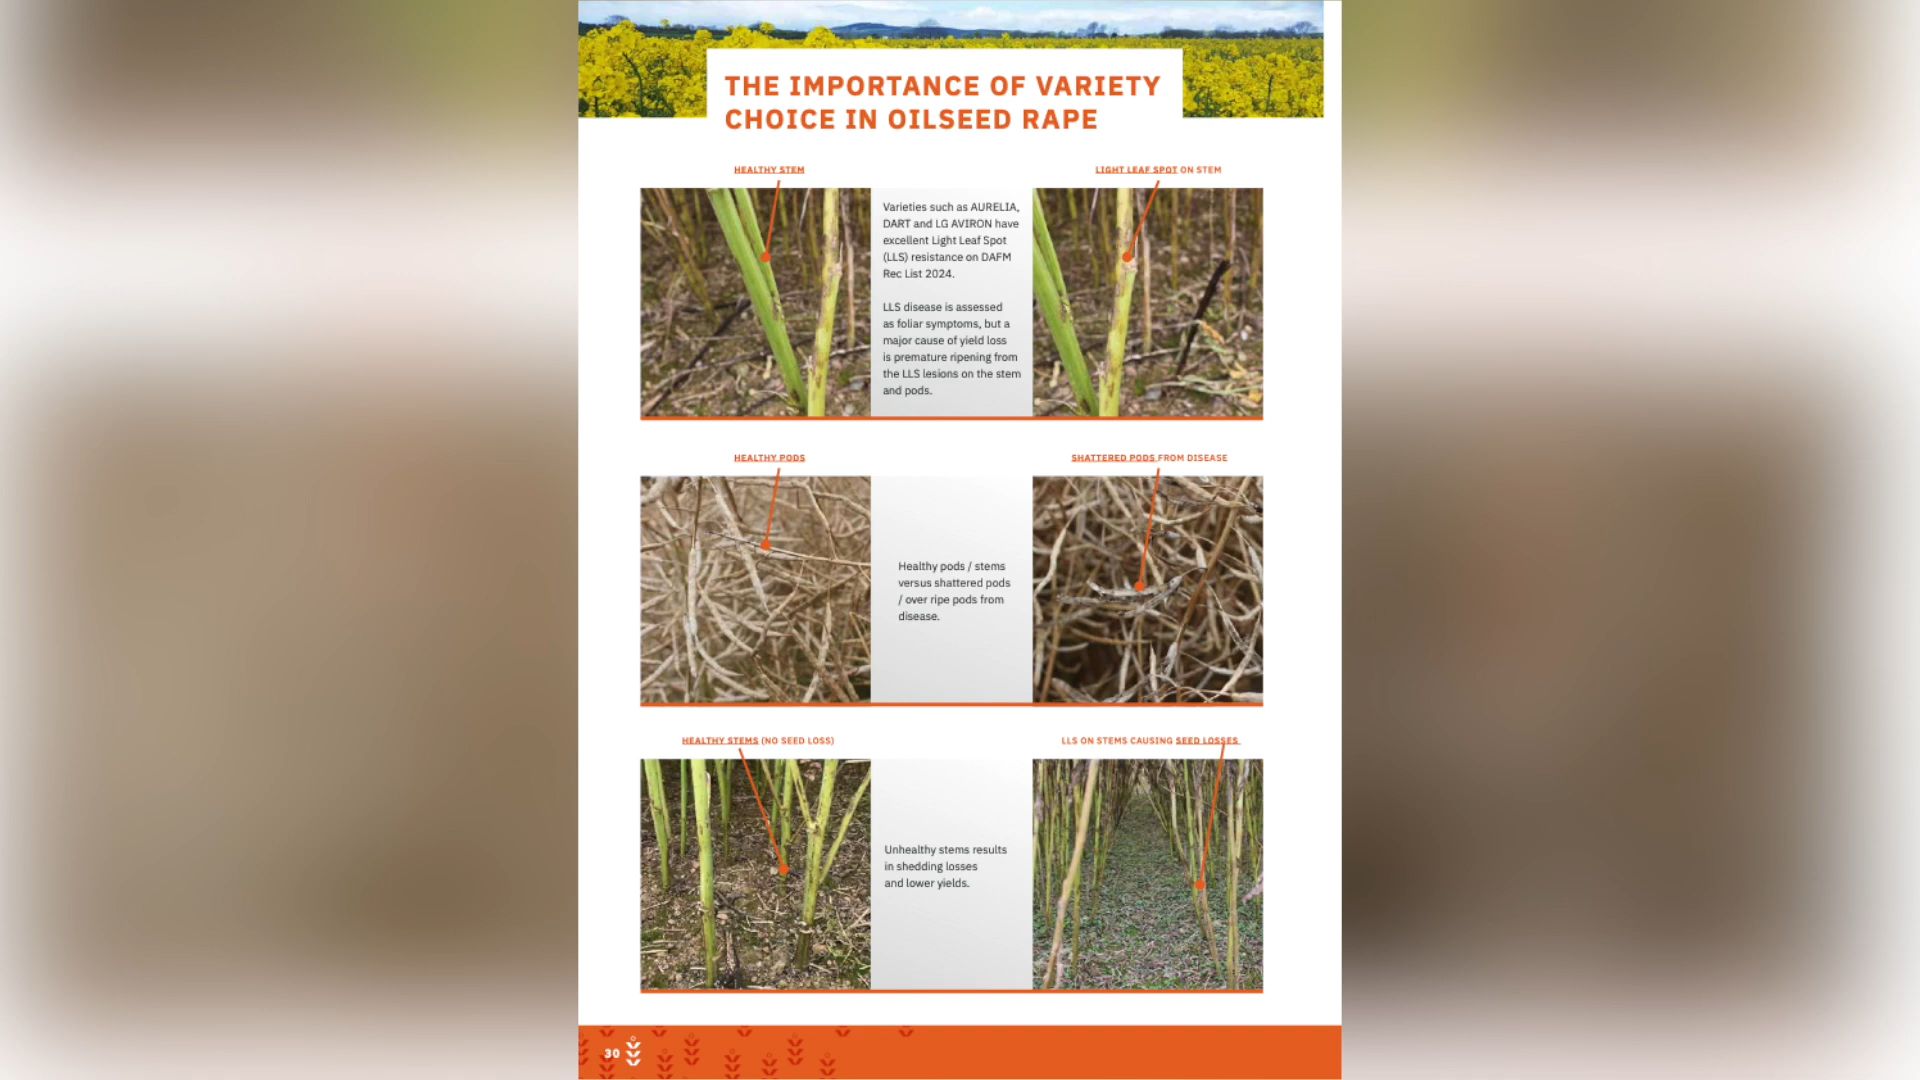 THE IMPORTANCE OF VARIETY
CHOICE IN OILSEED RAPE
HEALTHY STEM
LIGHT LEAF SPOT ON STEM
Varieties such as AURELIA,
DART and LG AVIRON have
excellent Light Leaf Spot
(LLS) resistance on DAFM
Rec List 2024.
LLS disease is assessed
as foliar symptoms, but a
major cause of yield loss
is premature ripening from
the LLS lesions on the stem
and pods.
HEALTHY PODS
SHATTERED PODS FROM DISEASE
Healthy pods / stems
versus shattered pods
/ over ripe pods from
disease.
HEALTHY STEMS (NO SEED LOSS)
LLS ON STEMS CAUSING SEED LOSSES
Unhealthy stems results
in shedding losses
and lower yields.
30